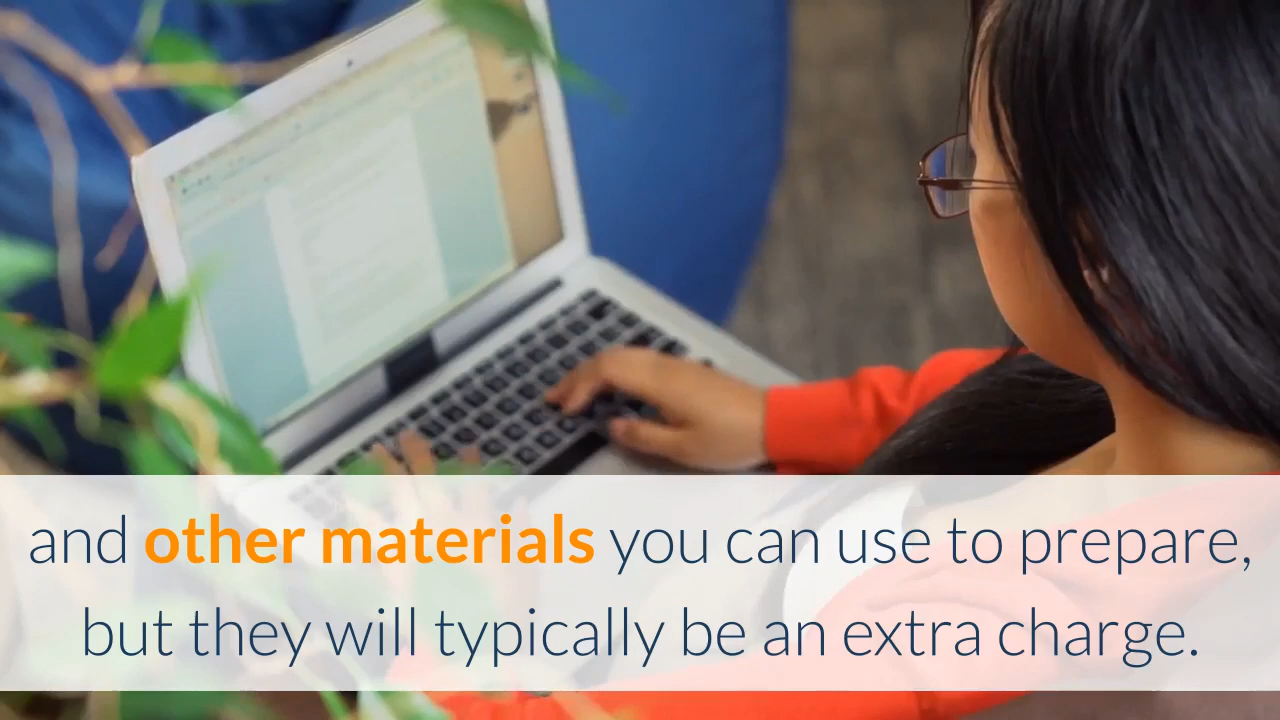 and other materials you can use to prepare,
but they will typically be an extra charge.